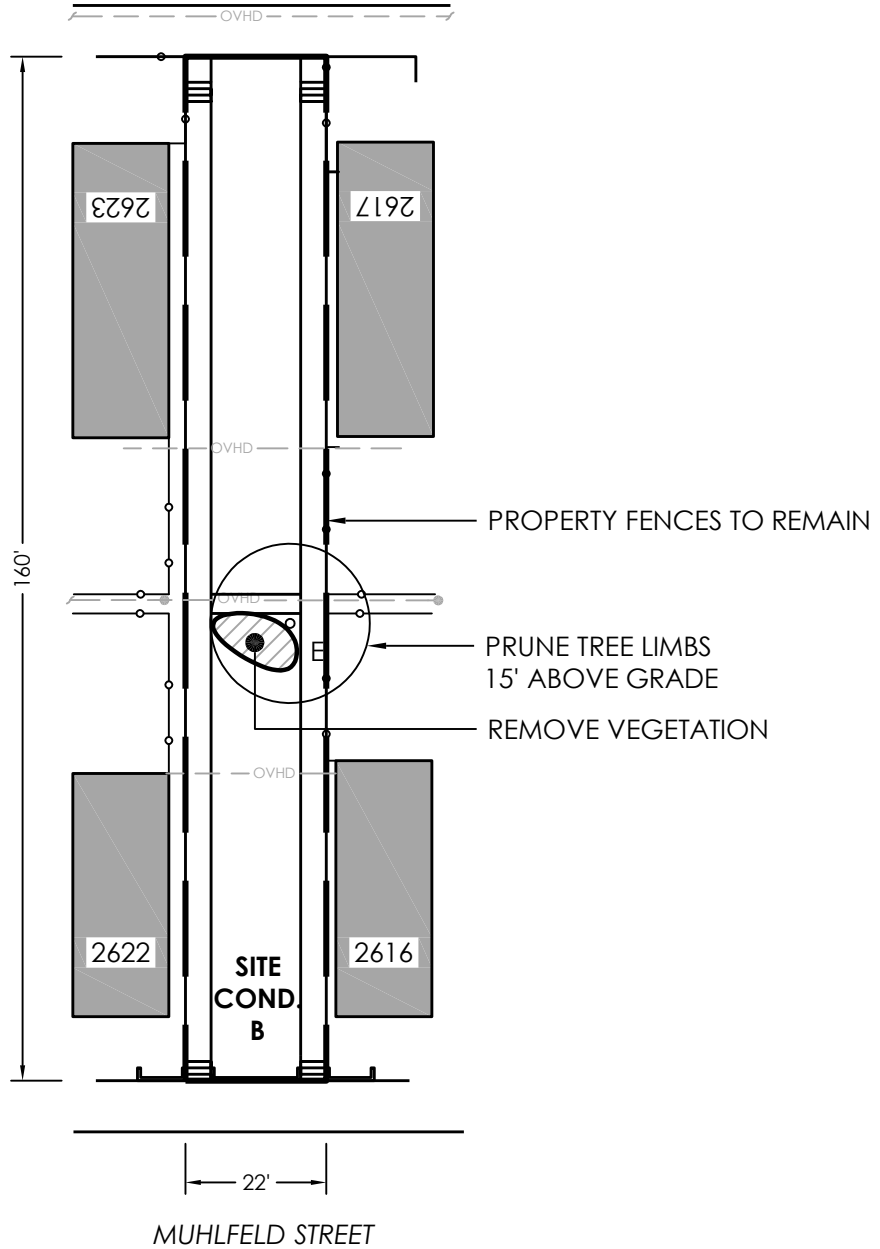 OVHD
2623
2617
OVHD
PROPERTY FENCES TO REMAIN
160'
OVHD
E
PRUNE TREE LIMBS
15' ABOVE GRADE
REMOVE VEGETATION
OVHD
2622
2616
SITE
COND.
B
22'
MUHLFELD STREET